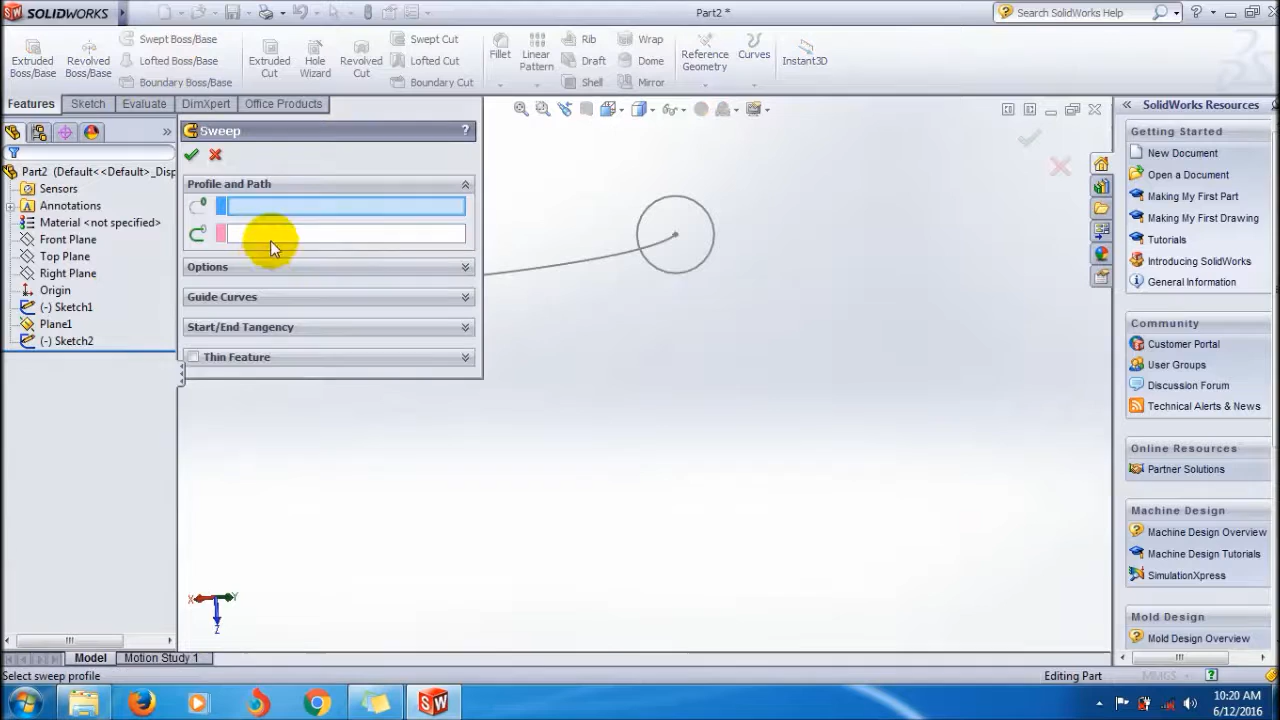 SOLIDWORKS
Part2 *
Search SolidWorks Help
Extruded Boss/Base
Revolved Boss/Base
Swept Boss/Base
Lofted Boss/Base
Boundary Boss/Base
Extruded Cut
Hole Wizard
Revolved Cut
Swept Cut
Lofted Cut
Boundary Cut
Fillet
Linear Pattern
Rib
Draft
Shell
Wrap
Dome
Mirror
Reference Geometry
Curves
Instant3D
Features
Sketch
Evaluate
DimXpert
Office Products
Part2 (Default<<Default>_Disp
Sensors
Annotations
Material <not specified>
Front Plane
Top Plane
Right Plane
Origin
(-) Sketch1
Plane1
(-) Sketch2
Sweep
?
Profile and Path
Options
Guide Curves
Start/End Tangency
Thin Feature
X
Y
Z
SolidWorks Resources
Getting Started
New Document
Open a Document
Making My First Part
Making My First Drawing
Tutorials
Introducing SolidWorks
General Information
Community
Customer Portal
User Groups
Discussion Forum
Technical Alerts & News
Online Resources
Partner Solutions
Machine Design
Machine Design Overview
Machine Design Tutorials
SimulationXpress
Mold Design
Mold Design Overview
Model
Motion Study 1
Select sweep profile
Editing Part
MMGS
10:20 AM
6/12/2016